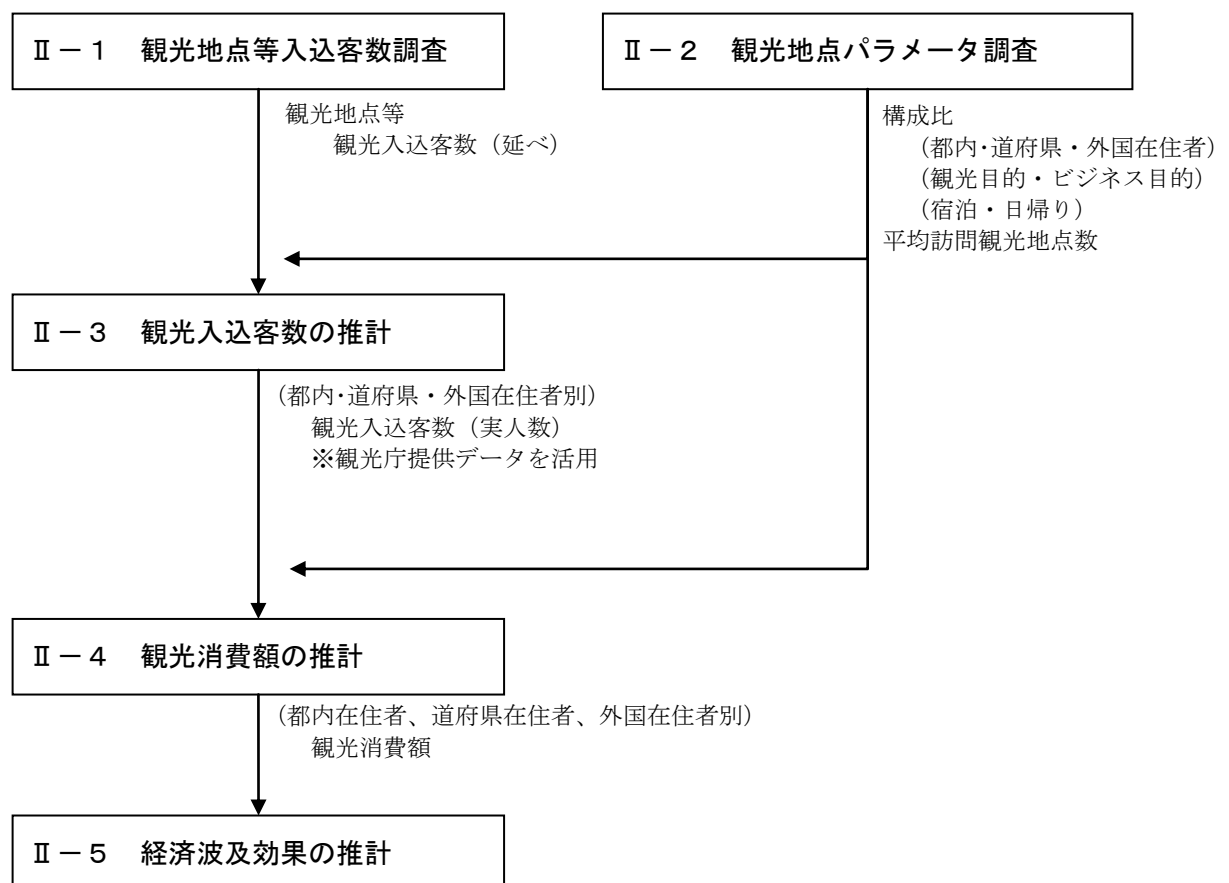 Ⅱ－１　観光地点等入込客数調査
Ⅱ－２　観光地点パラメータ調査
観光地点等
観光入込客数（延べ）
構成比
（都内･道府県・外国在住者）
（観光目的・ビジネス目的）
（宿泊・日帰り）
平均訪問観光地点数
Ⅱ－３　観光入込客数の推計
（都内･道府県・外国在住者別）
観光入込客数（実人数）
※観光庁提供データを活用
Ⅱ－４　観光消費額の推計
（都内在住者、道府県在住者、外国在住者別）
観光消費額
Ⅱ－５　経済波及効果の推計